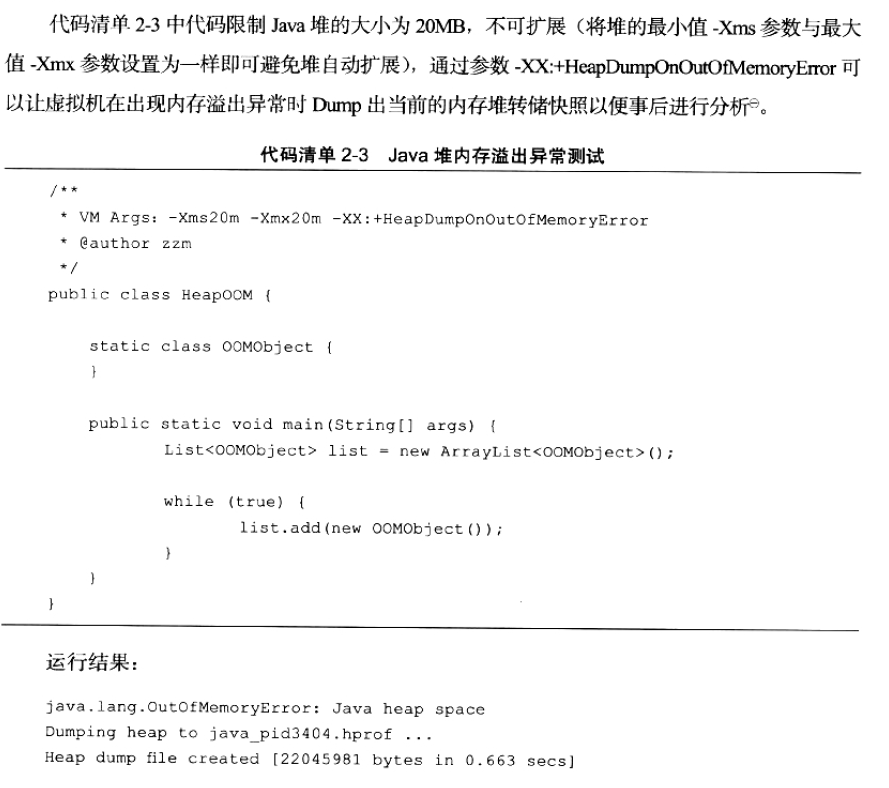 代码清单 2-3 中代码限制 Java 堆的大小为 20MB，不可扩展（将堆的最小值 -Xms 参数与最大
值 -Xmx 参数设置为一样即可避免堆自动扩展），通过参数 -XX:+HeapDumpOnOutOfMemoryError 可
以让虚拟机在出现内存溢出异常时 Dump 出当前的内存堆转储快照以便事后进行分析㊀。
代码清单 2-3 Java 堆内存溢出异常测试
/**
 * VM Args: -Xms20m -Xmx20m -XX:+HeapDumpOnOutOfMemoryError
 * @author zzm
 */
public class HeapOOM {
static class OOMObject {
}
public static void main(String[] args) {
List<OOMObject> list = new ArrayList<OOMObject>();
while (true) {
list.add(new OOMObject());
}
}
}
运行结果：
java.lang.OutOfMemoryError: Java heap space
Dumping heap to java_pid3404.hprof ...
Heap dump file created [22045981 bytes in 0.663 secs]